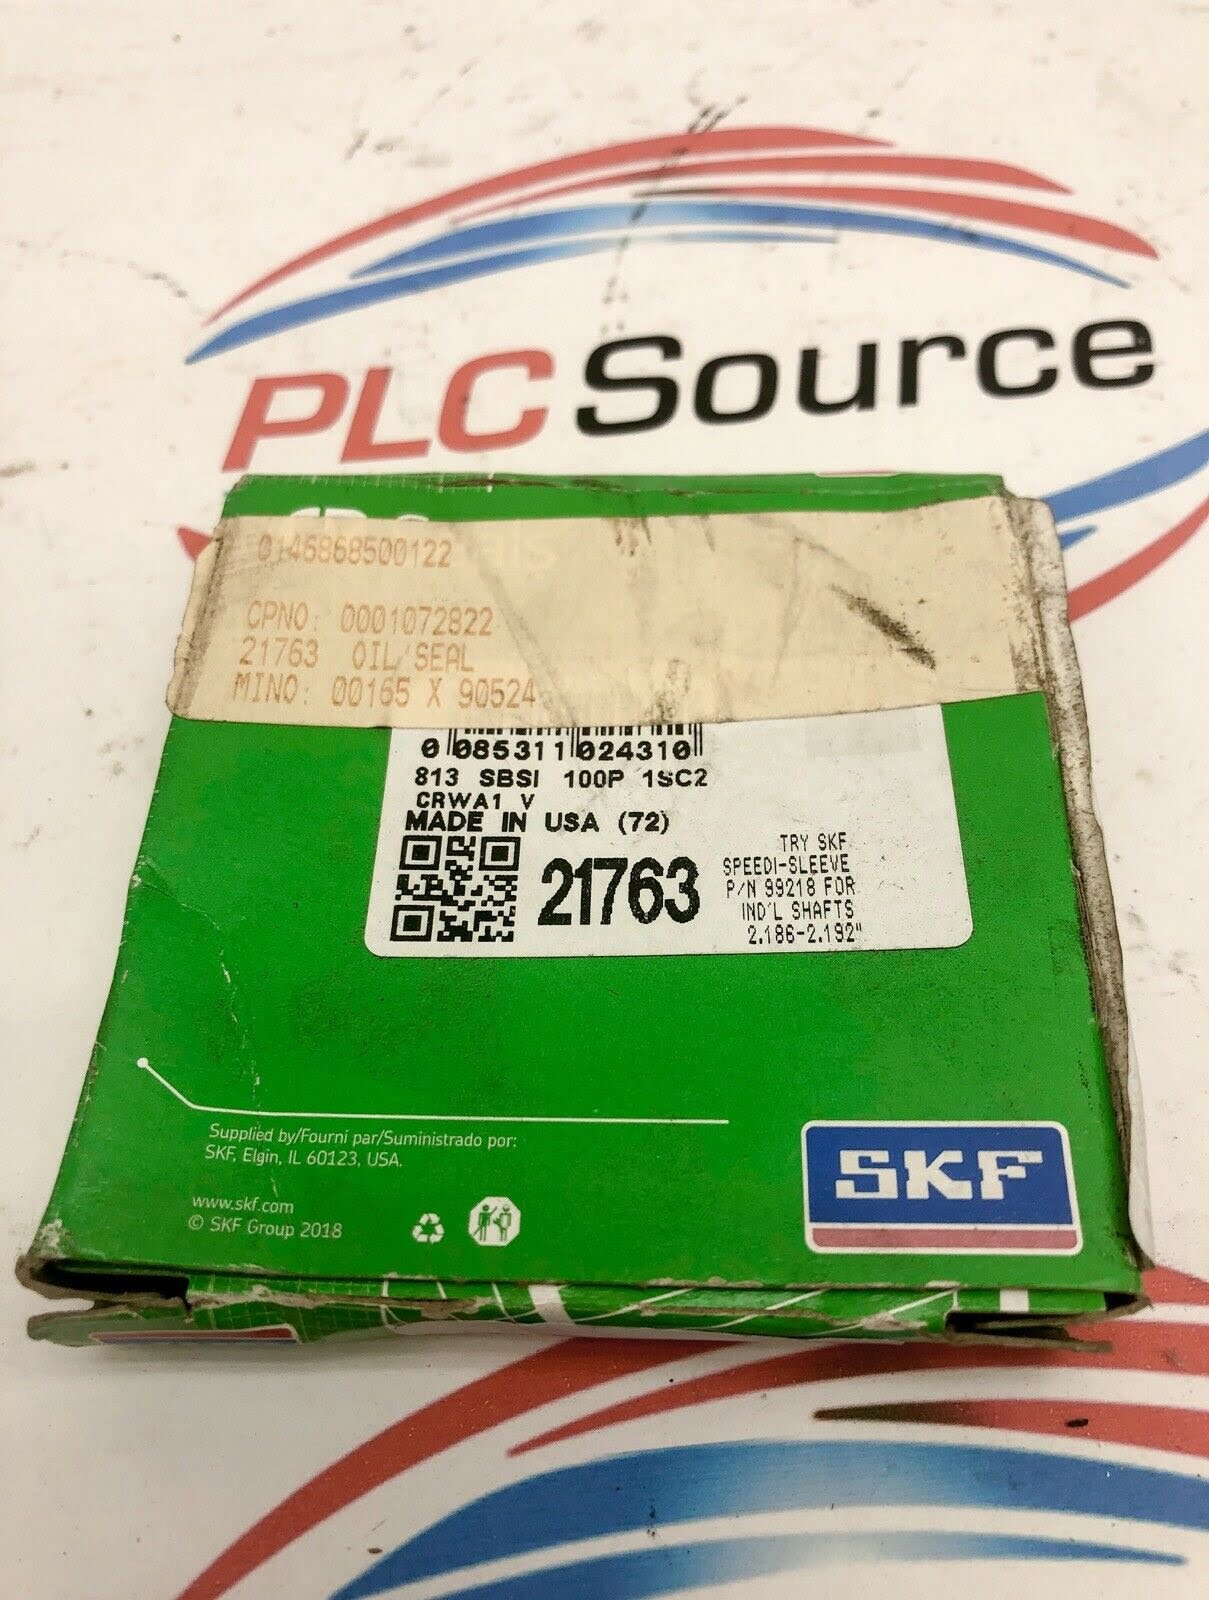 PLC Source
0146868500122
CPNO: 0001072822
21763 OIL SEAL
MINO: 00165 X 90524
0 085311 024310
813 SBSI 100P 1SC2
CRWA1 V
MADE IN USA (72)
21763
TRY SKF
SPEEDI-SLEEVE
P/N 99218 FOR
IND'L SHAFTS
2.186-2.192"
Supplied by/Fourni par/Suministrado por:
SKF, Elgin, IL 60123, USA.
www.skf.com
© SKF Group 2018
SKF